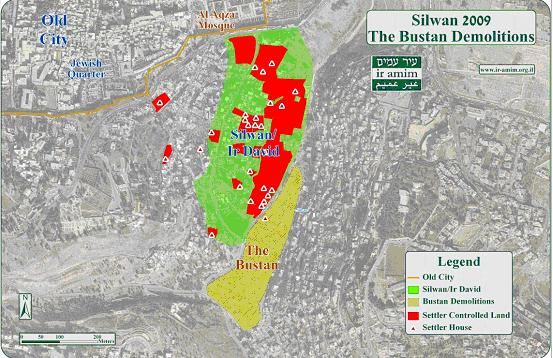 Silwan 2009
The Bustan Demolitions
עיר עמים
ir amim
عير عميم
www.ir-amim.org.il
Old
City
Al Aqza
Mosque
Jewish
Quarter
Silwan/
Ir David
The
Bustan
Legend
Old City
Silwan/Ir David
Bustan Demolitions
Settler Controlled Land
Settler House
N
0 50 100 200
Meters